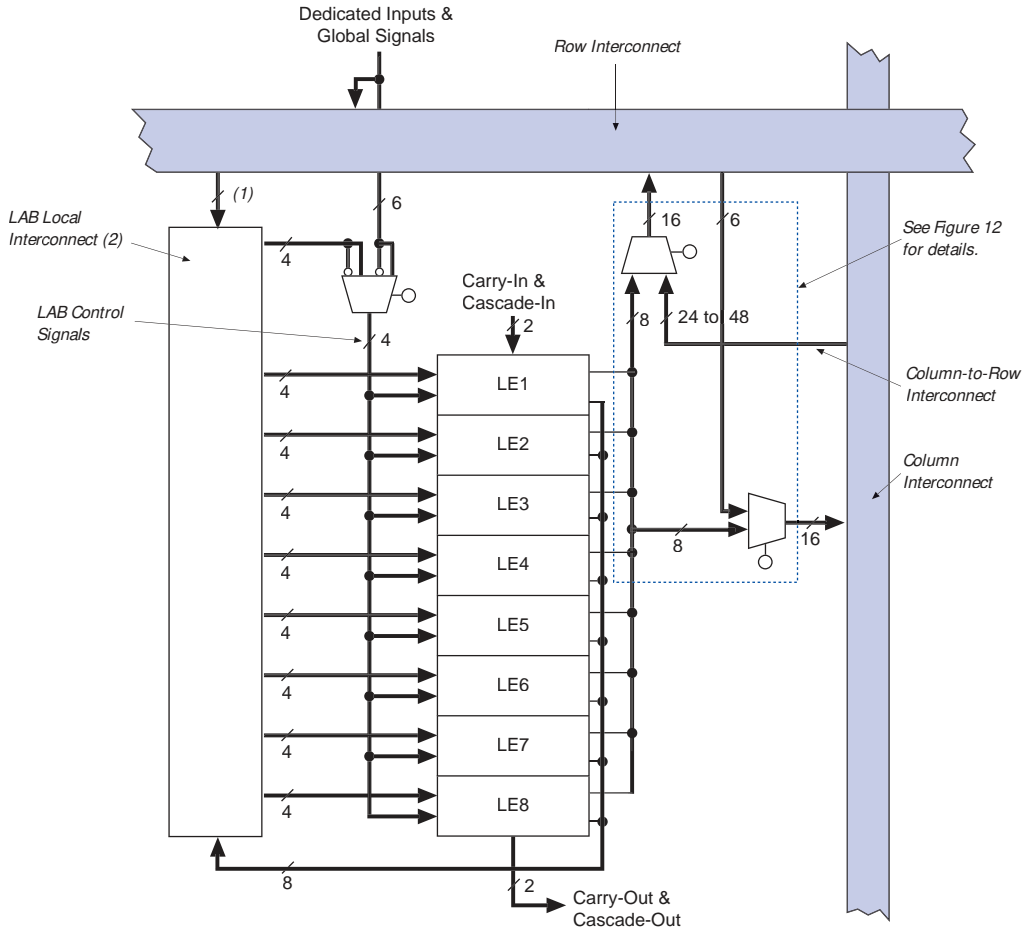 Dedicated Inputs &
Global Signals
Row Interconnect
(1)
6
16
6
LAB Local
Interconnect (2)
4
See Figure 12
for details.
Carry-In &
Cascade-In
2
LAB Control
Signals
4
8
24 to 48
4
LE1
Column-to-Row
Interconnect
4
LE2
Column
Interconnect
4
LE3
8
16
4
LE4
4
LE5
4
LE6
4
LE7
4
LE8
8
2
Carry-Out &
Cascade-Out